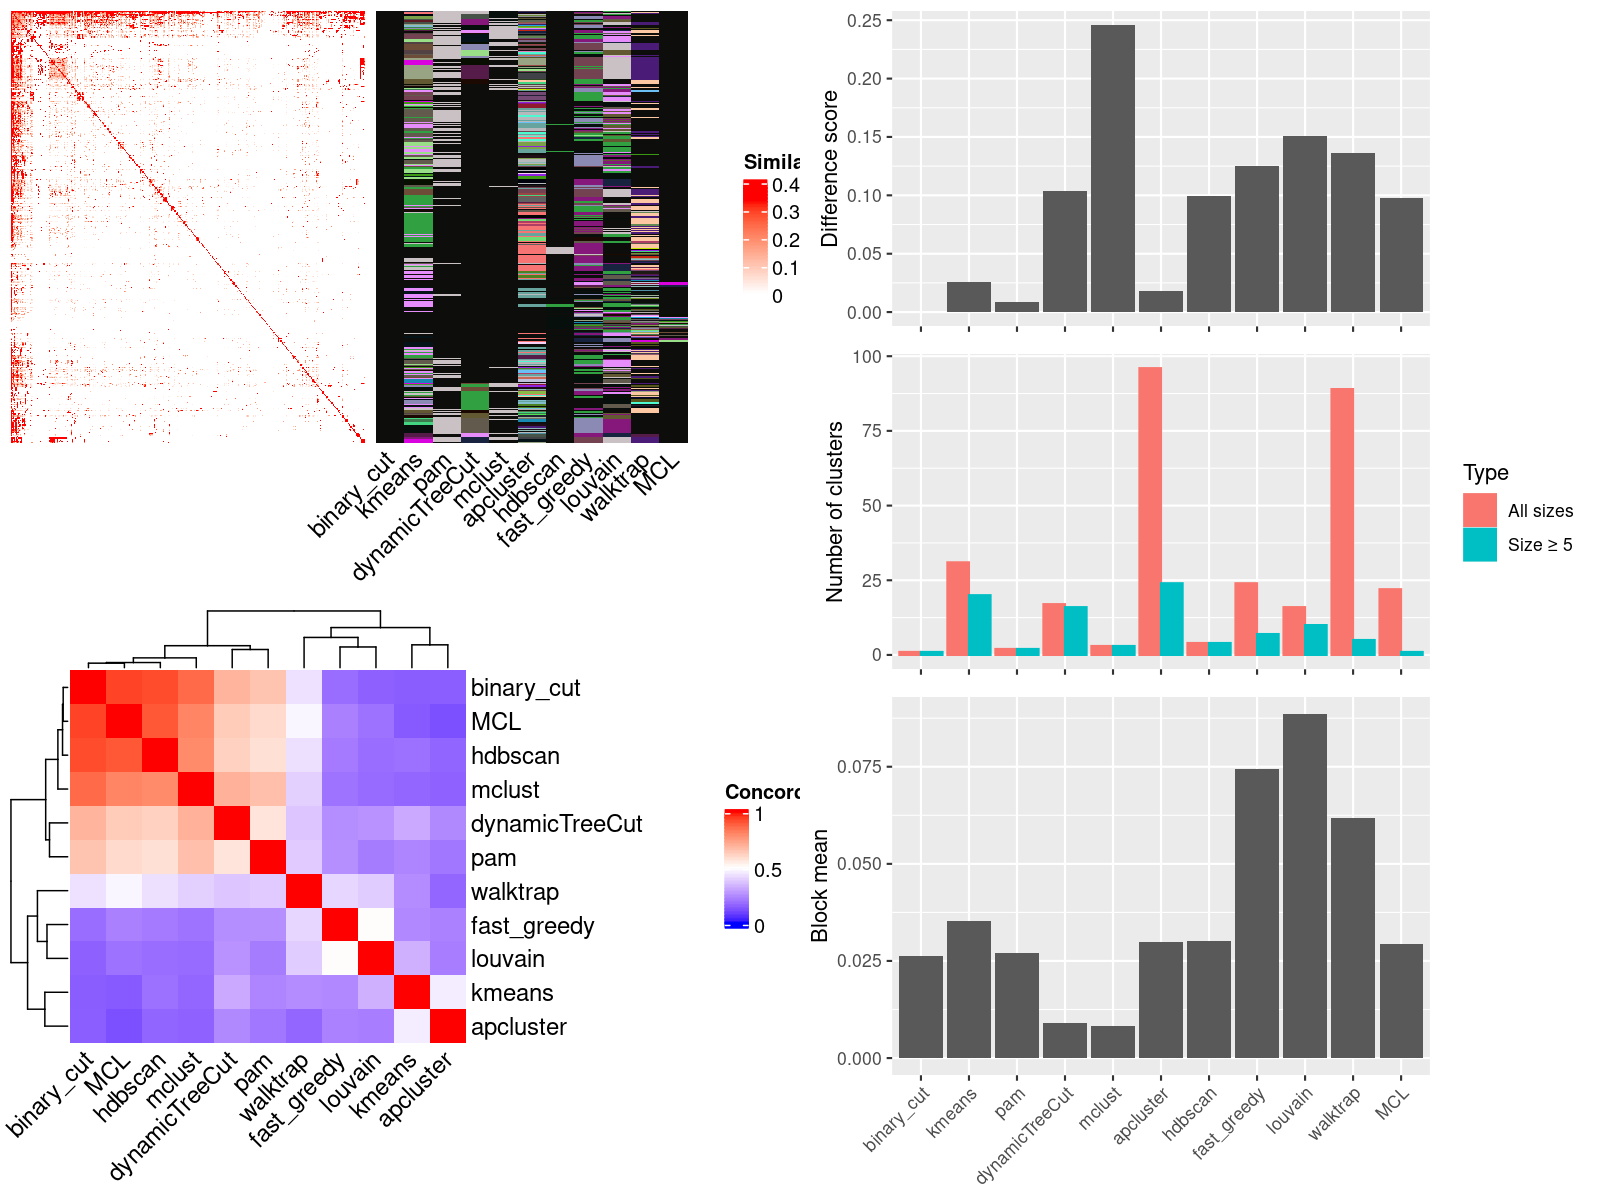 Simila
0.4
0.3
0.2
0.1
0
binary_cut
kmeans
pam
dynamicTreeCut
mclust
apcluster
hdbscan
fast_greedy
louvain
walktrap
MCL
binary_cut
MCL
hdbscan
mclust
dynamicTreeCut
pam
walktrap
fast_greedy
louvain
kmeans
apcluster
binary_cut
MCL
hdbscan
mclust
dynamicTreeCut
pam
walktrap
fast_greedy
louvain
kmeans
apcluster
Concord
1
0.5
0
Difference score
0.25
0.20
0.15
0.10
0.05
0.00
Number of clusters
100
75
50
25
0
Type
All sizes
Size ≥ 5
Block mean
0.075
0.050
0.025
0.000
binary_cut
kmeans
pam
dynamicTreeCut
mclust
apcluster
hdbscan
fast_greedy
louvain
walktrap
MCL